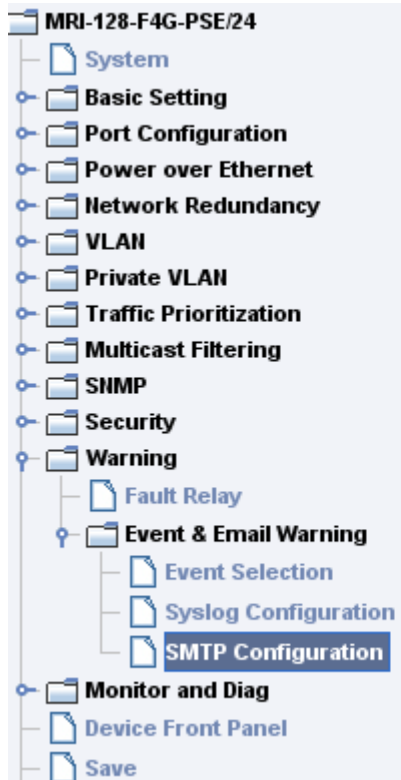 MRI-128-F4G-PSE/24
System
Basic Setting
Port Configuration
Power over Ethernet
Network Redundancy
VLAN
Private VLAN
Traffic Prioritization
Multicast Filtering
SNMP
Security
Warning
Fault Relay
Event & Email Warning
Event Selection
Syslog Configuration
SMTP Configuration
Monitor and Diag
Device Front Panel
Save